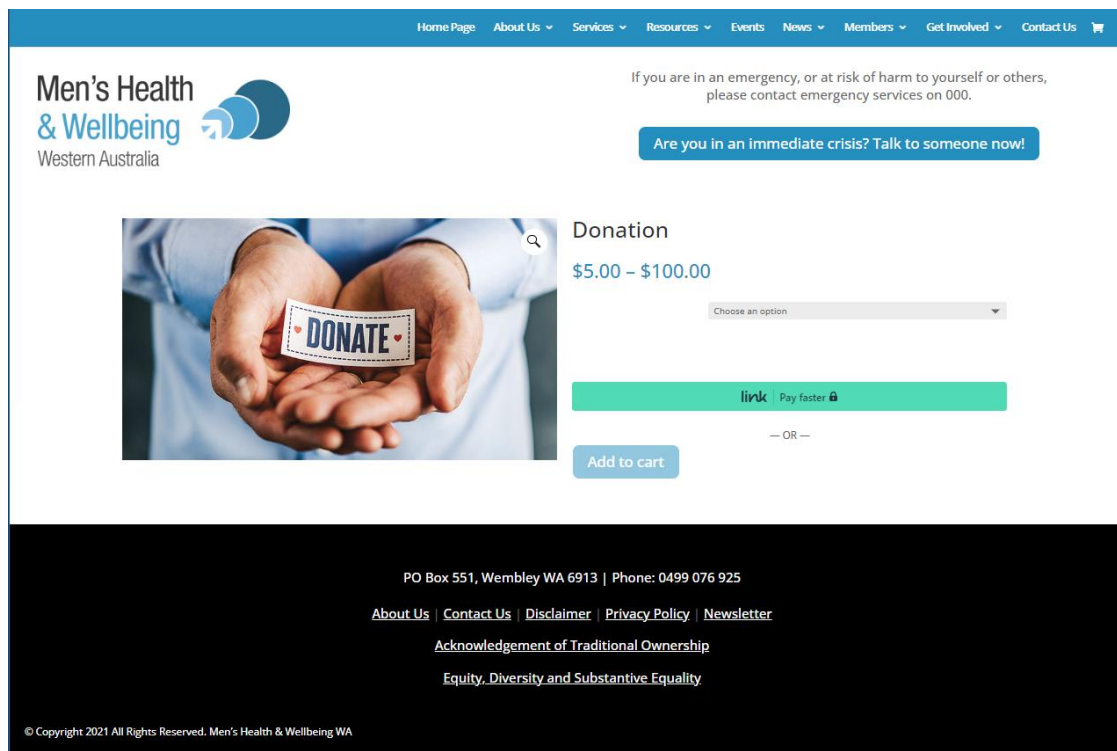 Home Page About Us Services Resources Events News Members Get Involved Contact Us
Men's Health
& Wellbeing
Western Australia
If you are in an emergency, or at risk of harm to yourself or others,
please contact emergency services on 000.
Are you in an immediate crisis? Talk to someone now!
DONATE
Donation
$5.00 – $100.00
Choose an option
link Pay faster
— OR —
Add to cart
PO Box 551, Wembley WA 6913 | Phone: 0499 076 925
About Us | Contact Us | Disclaimer | Privacy Policy | Newsletter
Acknowledgement of Traditional Ownership
Equity, Diversity and Substantive Equality
© Copyright 2021 All Rights Reserved. Men's Health & Wellbeing WA